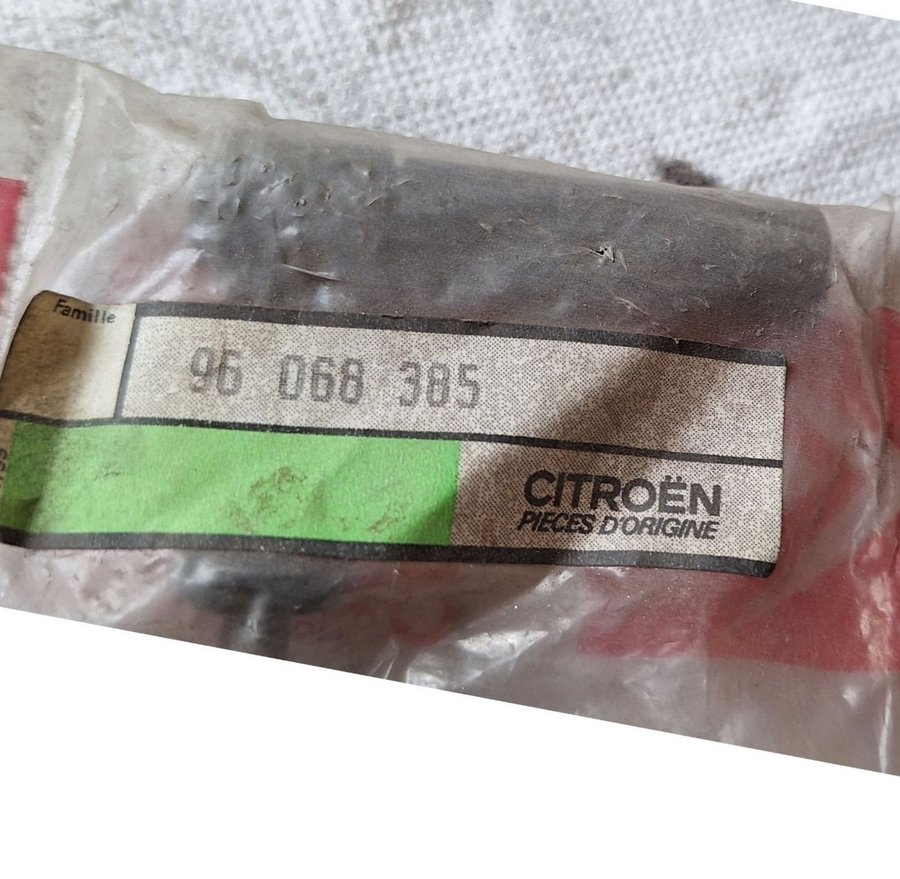 Famille
96 068 385
CITROËN
PIECES D'ORIGINE